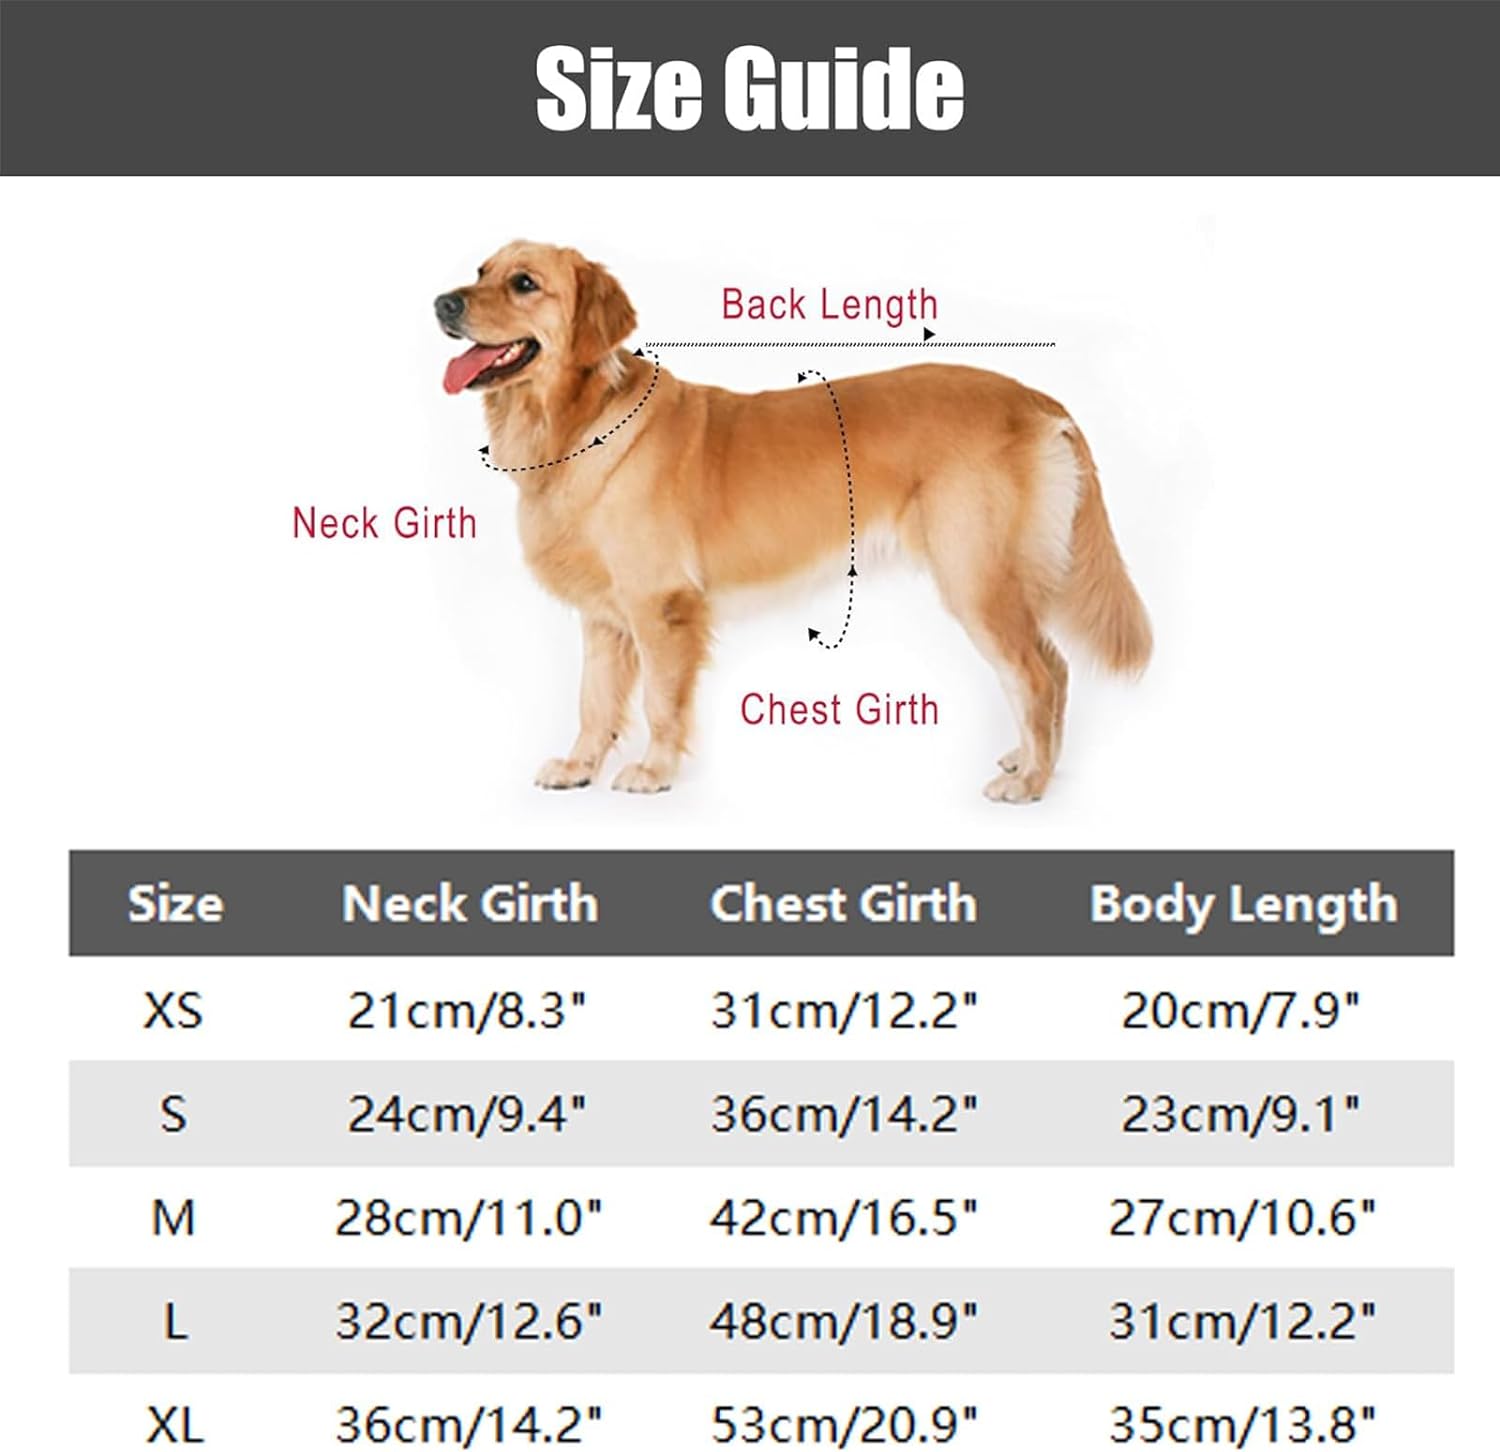 Size Guide
Back Length
Neck Girth
Chest Girth
Size Neck Girth Chest Girth Body Length
XS 21cm/8.3" 31cm/12.2" 20cm/7.9"
S 24cm/9.4" 36cm/14.2" 23cm/9.1"
M 28cm/11.0" 42cm/16.5" 27cm/10.6"
L 32cm/12.6" 48cm/18.9" 31cm/12.2"
XL 36cm/14.2" 53cm/20.9" 35cm/13.8"